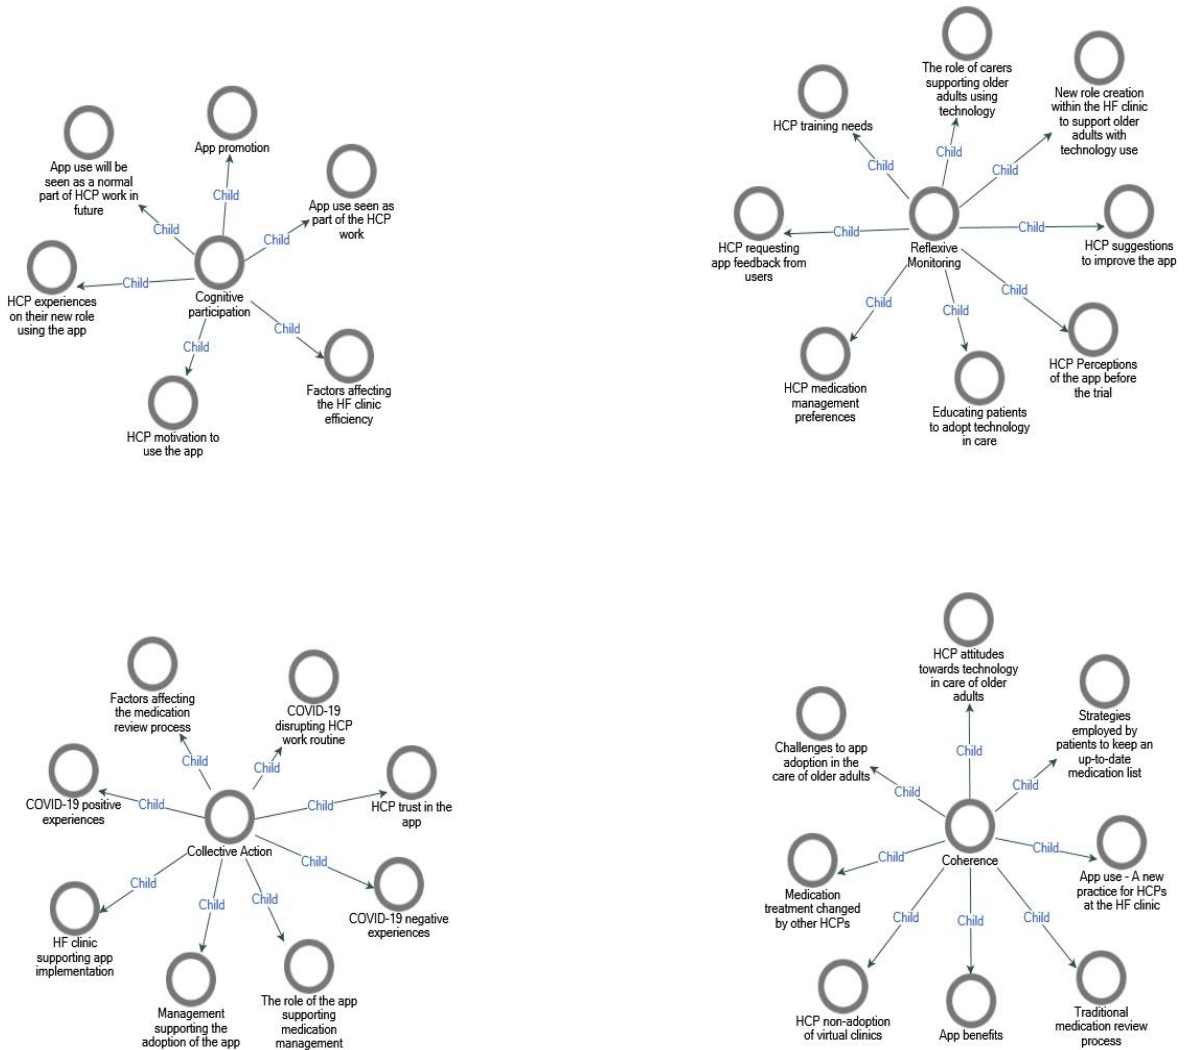 App promotion
Child
App use will be
seen as a normal
part of HCP work in
future
Child
App use seen as
part of the HCP
work
Child
HCP experiences
on their new role
using the app
Child
Cognitive
participation
Child
HCP motivation to
use the app
Child
Factors affecting
the HF clinic
efficiency
The role of carers
supporting older
adults using
technology
Child
HCP training needs
Child
New role creation
within the HF clinic
to support older
adults with
technology use
Child
HCP requesting
app feedback from
users
Child
Reflexive
Monitoring
Child
HCP suggestions
to improve the app
Child
HCP medication
management
preferences
Child
Educating patients
to adopt technology
in care
Child
HCP Perceptions
of the app before
the trial
Factors affecting
the medication
review process
Child
COVID-19
disrupting HCP
work routine
Child
COVID-19 positive
experiences
Child
HCP trust in the
app
Child
Collective Action
Child
COVID-19 negative
experiences
Child
HF clinic
supporting app
implementation
Child
Management
supporting the
adoption of the app
Child
The role of the app
supporting
medication
management
HCP attitudes
towards technology
in care of older
adults
Child
Challenges to app
adoption in the
care of older adults
Child
Strategies
employed by
patients to keep an
up-to-date
medication list
Child
Medication
treatment changed
by other HCPs
Child
Coherence
Child
App use - A new
practice for HCPs
at the HF clinic
Child
HCP non-adoption
of virtual clinics
Child
App benefits
Child
Traditional
medication review
process